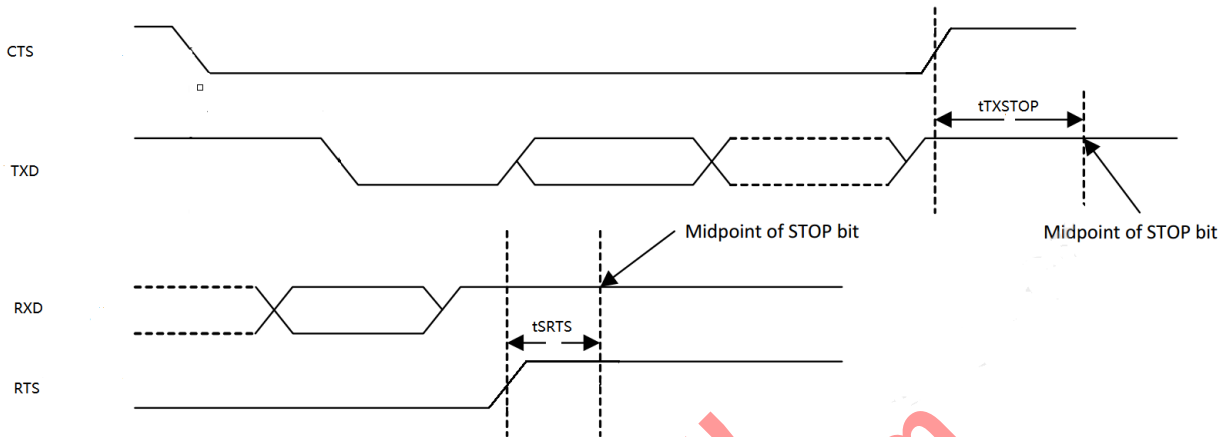 CTS
tTXSTOP
TXD
Midpoint of STOP bit
Midpoint of STOP bit
RXD
tSRTS
RTS